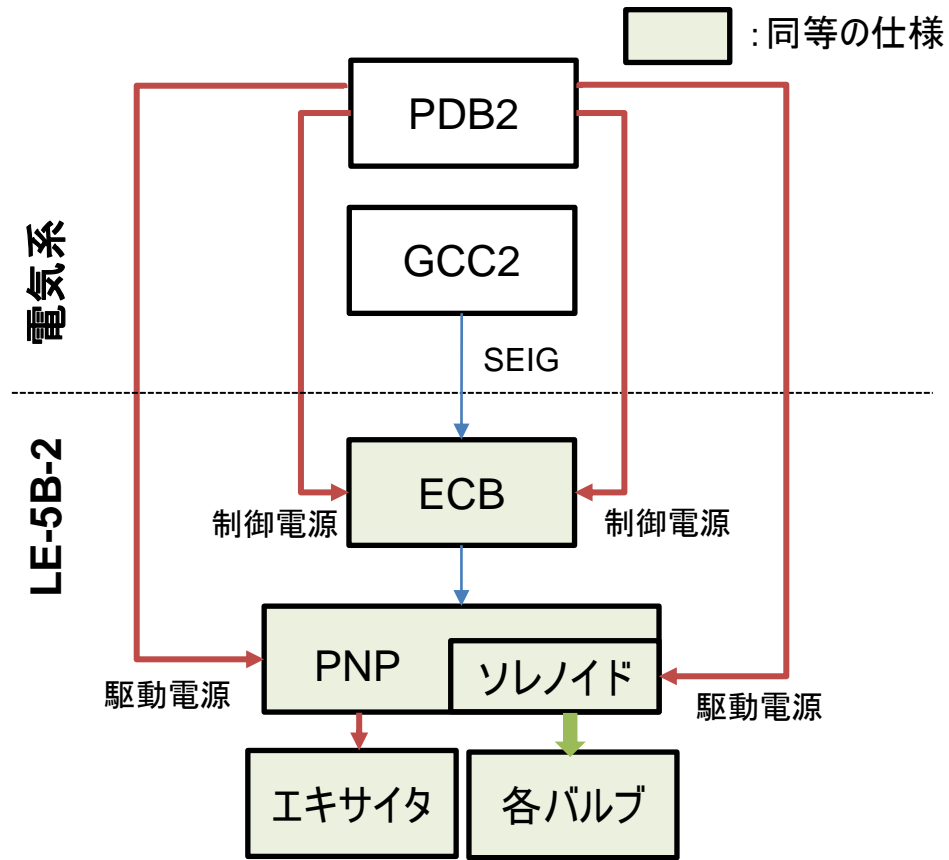 :同等の仕様
PDB2
電気系
GCC2
SEIG
LE-5B-2
ECB
制御電源
制御電源
PNP
ソレノイド
駆動電源
駆動電源
エキサイタ
各バルブ